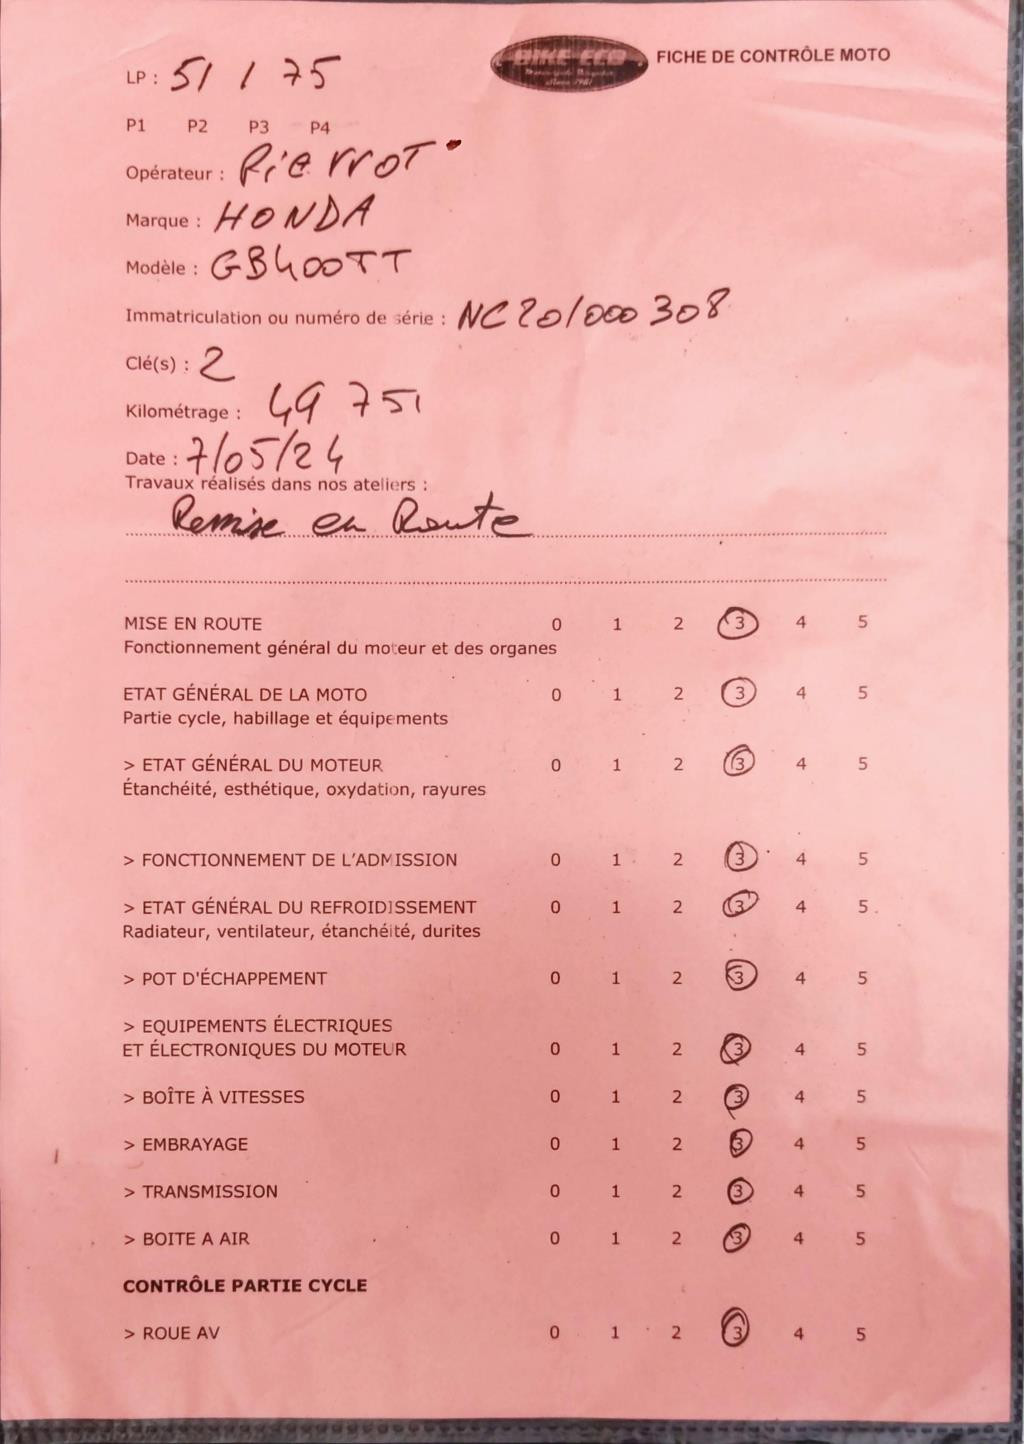 BIKE ECO
FICHE DE CONTRÔLE MOTO
LP : 51 / 75
P1 P2 P3 P4
Opérateur : Pierrot
Marque : HONDA
Modèle : GB400TT
Immatriculation ou numéro de série : NC20/000308
Clé(s) : 2
Kilométrage : 49 751
Date : 7/05/24
Travaux réalisés dans nos ateliers :
Remise en Route
MISE EN ROUTE 0 1 2 3 4 5
Fonctionnement général du moteur et des organes
ETAT GÉNÉRAL DE LA MOTO 0 1 2 3 4 5
Partie cycle, habillage et équipements
> ETAT GÉNÉRAL DU MOTEUR 0 1 2 3 4 5
Étanchéité, esthétique, oxydation, rayures
> FONCTIONNEMENT DE L'ADMISSION 0 1 2 3 4 5
> ETAT GÉNÉRAL DU REFROIDISSEMENT 0 1 2 3 4 5
Radiateur, ventilateur, étanchéité, durites
> POT D'ÉCHAPPEMENT 0 1 2 3 4 5
> EQUIPEMENTS ÉLECTRIQUES
ET ÉLECTRONIQUES DU MOTEUR 0 1 2 3 4 5
> BOÎTE À VITESSES 0 1 2 3 4 5
> EMBRAYAGE 0 1 2 3 4 5
> TRANSMISSION 0 1 2 3 4 5
> BOITE A AIR 0 1 2 3 4 5
CONTRÔLE PARTIE CYCLE
> ROUE AV 0 1 2 3 4 5